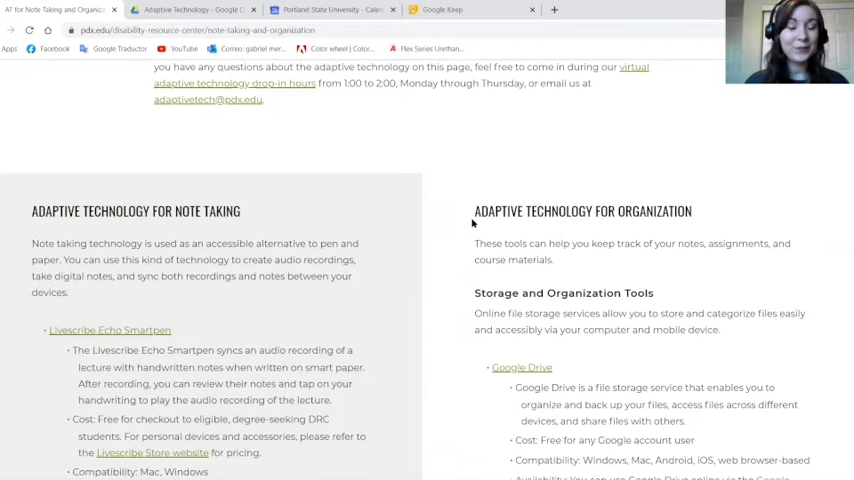 AT for Note Taking and Organiza
Adaptive Technology - Google D
Portland State University - Calen
Google Keep
pdx.edu/disability-resource-center/note-taking-and-organization
Apps
Facebook
Google Traductor
YouTube
Correo: gabriel mer...
Color wheel | Color...
Flex Series Urethan...
you have any questions about the adaptive technology on this page, feel free to come in during our virtual
adaptive technology drop-in hours from 1:00 to 2:00, Monday through Thursday, or email us at
adaptivetech@pdx.edu.
ADAPTIVE TECHNOLOGY FOR NOTE TAKING
Note taking technology is used as an accessible alternative to pen and
paper. You can use this kind of technology to create audio recordings,
take digital notes, and sync both recordings and notes between your
devices.
• Livescribe Echo Smartpen
• The Livescribe Echo Smartpen syncs an audio recording of a
lecture with handwritten notes when written on smart paper.
After recording, you can review their notes and tap on your
handwriting to play the audio recording of the lecture.
• Cost: Free for checkout to eligible, degree-seeking DRC
students. For personal devices and accessories, please refer to
the Livescribe Store website for pricing.
• Compatibility: Mac, Windows
ADAPTIVE TECHNOLOGY FOR ORGANIZATION
These tools can help you keep track of your notes, assignments, and
course materials.
Storage and Organization Tools
Online file storage services allow you to store and categorize files easily
and accessibly via your computer and mobile device.
• Google Drive
• Google Drive is a file storage service that enables you to
organize and back up your files, access files across different
devices, and share files with others.
• Cost: Free for any Google account user
• Compatibility: Windows, Mac, Android, iOS, web browser-based
• Availability: You can use Google Drive online via the Google